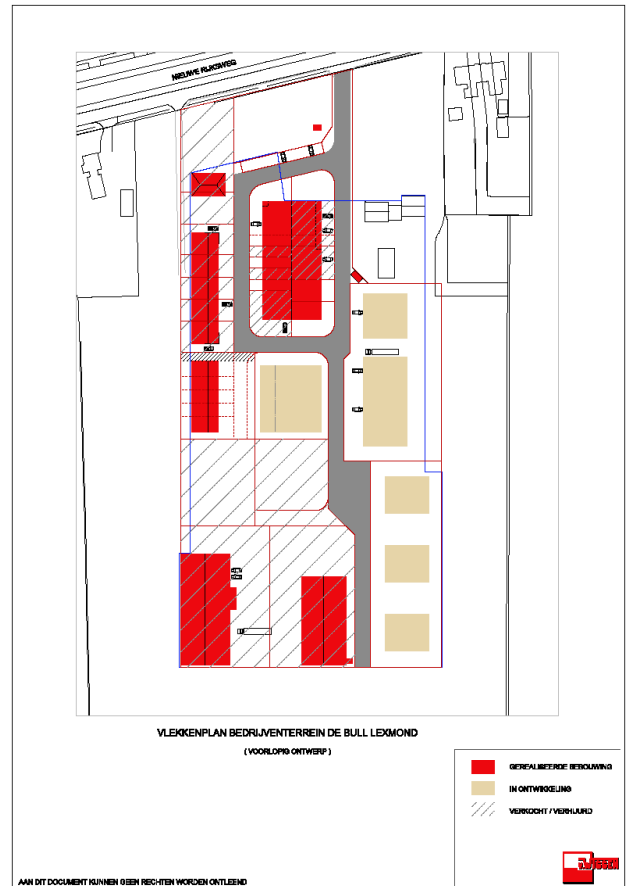 NIEUWE RIJKSWEG
VLEKKENPLAN BEDRIJVENTERREIN DE BULL LEXMOND
( VOORLOPIG ONTWERP )
GEREALISEERDE BEBOUWING
IN ONTWIKKELING
VERKOCHT / VERHUURD
AAN DIT DOCUMENT KUNNEN GEEN RECHTEN WORDEN ONTLEEND